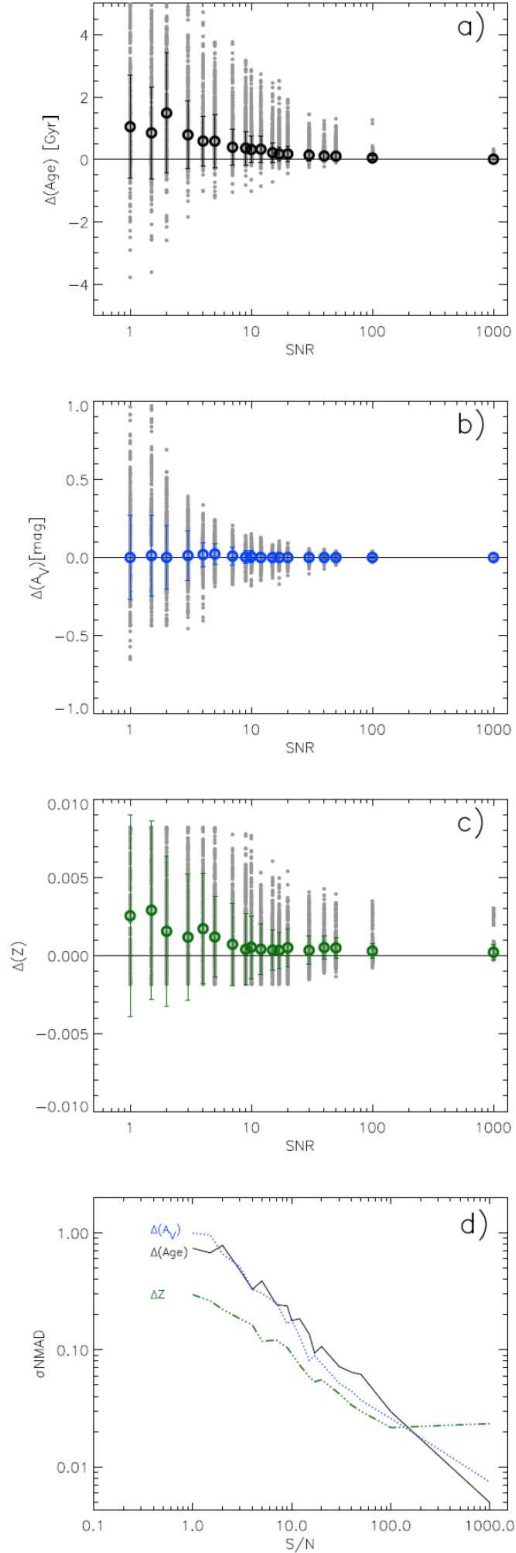 a)
4
2
0
−2
−4
Δ(Age) [Gyr]
1 10 100 1000
SNR
b)
1.0
0.5
0.0
−0.5
−1.0
Δ(AV)[mag]
1 10 100 1000
SNR
c)
0.010
0.005
0.000
−0.005
−0.010
Δ(Z)
1 10 100 1000
SNR
d)
Δ(AV)
Δ(Age)
ΔZ
1.00
0.10
0.01
σNMAD
0.1 1.0 10.0 100.0 1000.0
S/N